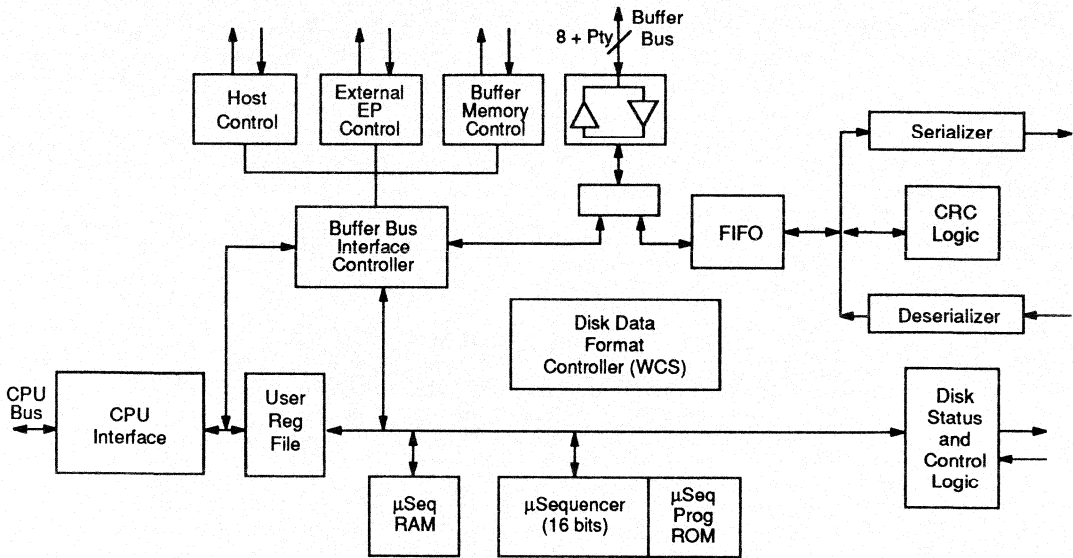 Buffer
Bus
8 + Pty
Host
Control
External
EP
Control
Buffer
Memory
Control
Serializer
CRC
Logic
FIFO
Buffer Bus
Interface
Controller
Deserializer
Disk Data
Format
Controller (WCS)
CPU
Bus
CPU
Interface
User
Reg
File
Disk
Status
and
Control
Logic
µSeq
RAM
µSequencer
(16 bits)
µSeq
Prog
ROM